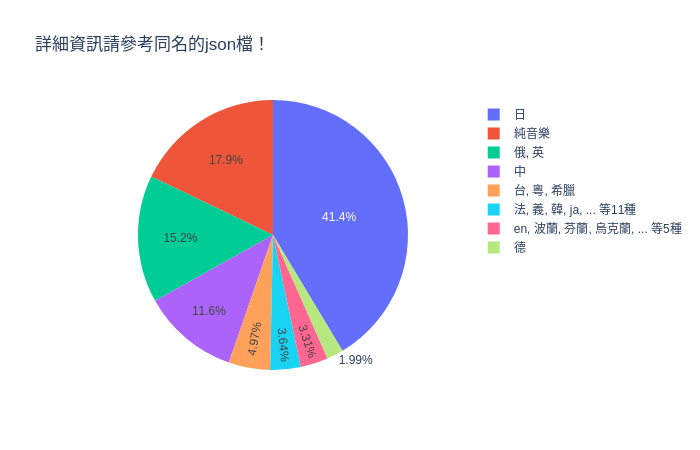 詳細資訊請參考同名的json檔！
41.4%
17.9%
15.2%
11.6%
4.97%
3.64%
3.31%
1.99%
日
純音樂
俄, 英
中
台, 粵, 希臘
法, 義, 韓, ja, ... 等11種
en, 波蘭, 芬蘭, 烏克蘭, ... 等5種
德